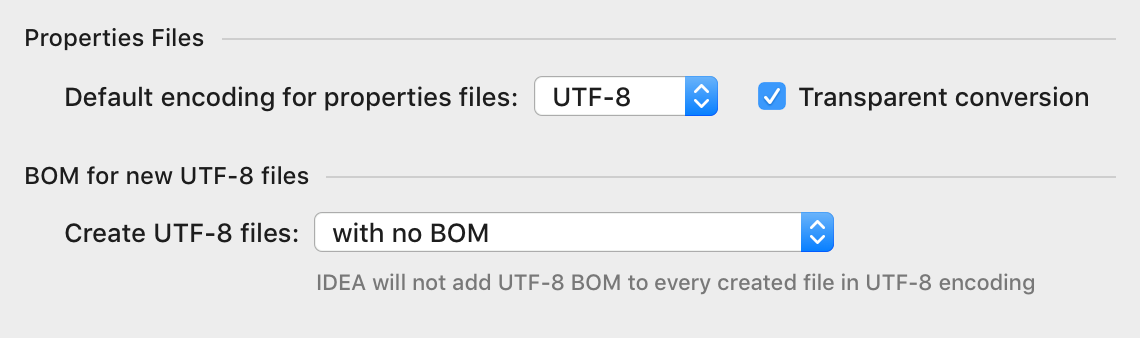 Properties Files
Default encoding for properties files: UTF-8 Transparent conversion
BOM for new UTF-8 files
Create UTF-8 files: with no BOM
IDEA will not add UTF-8 BOM to every created file in UTF-8 encoding